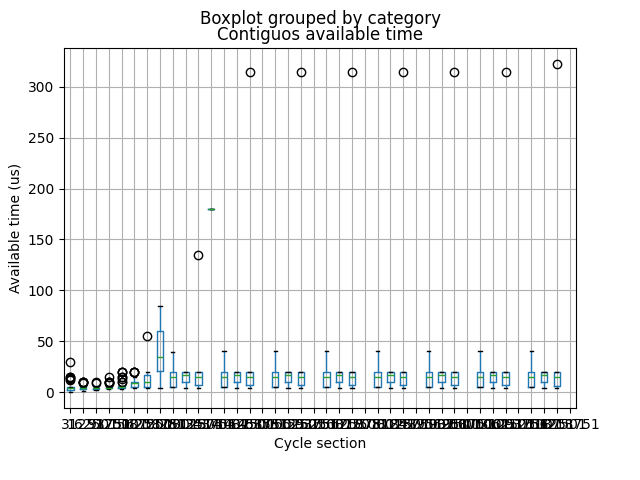 Boxplot grouped by category
Contiguos available time
Available time (us)
300
250
200
150
100
50
0
Cycle section